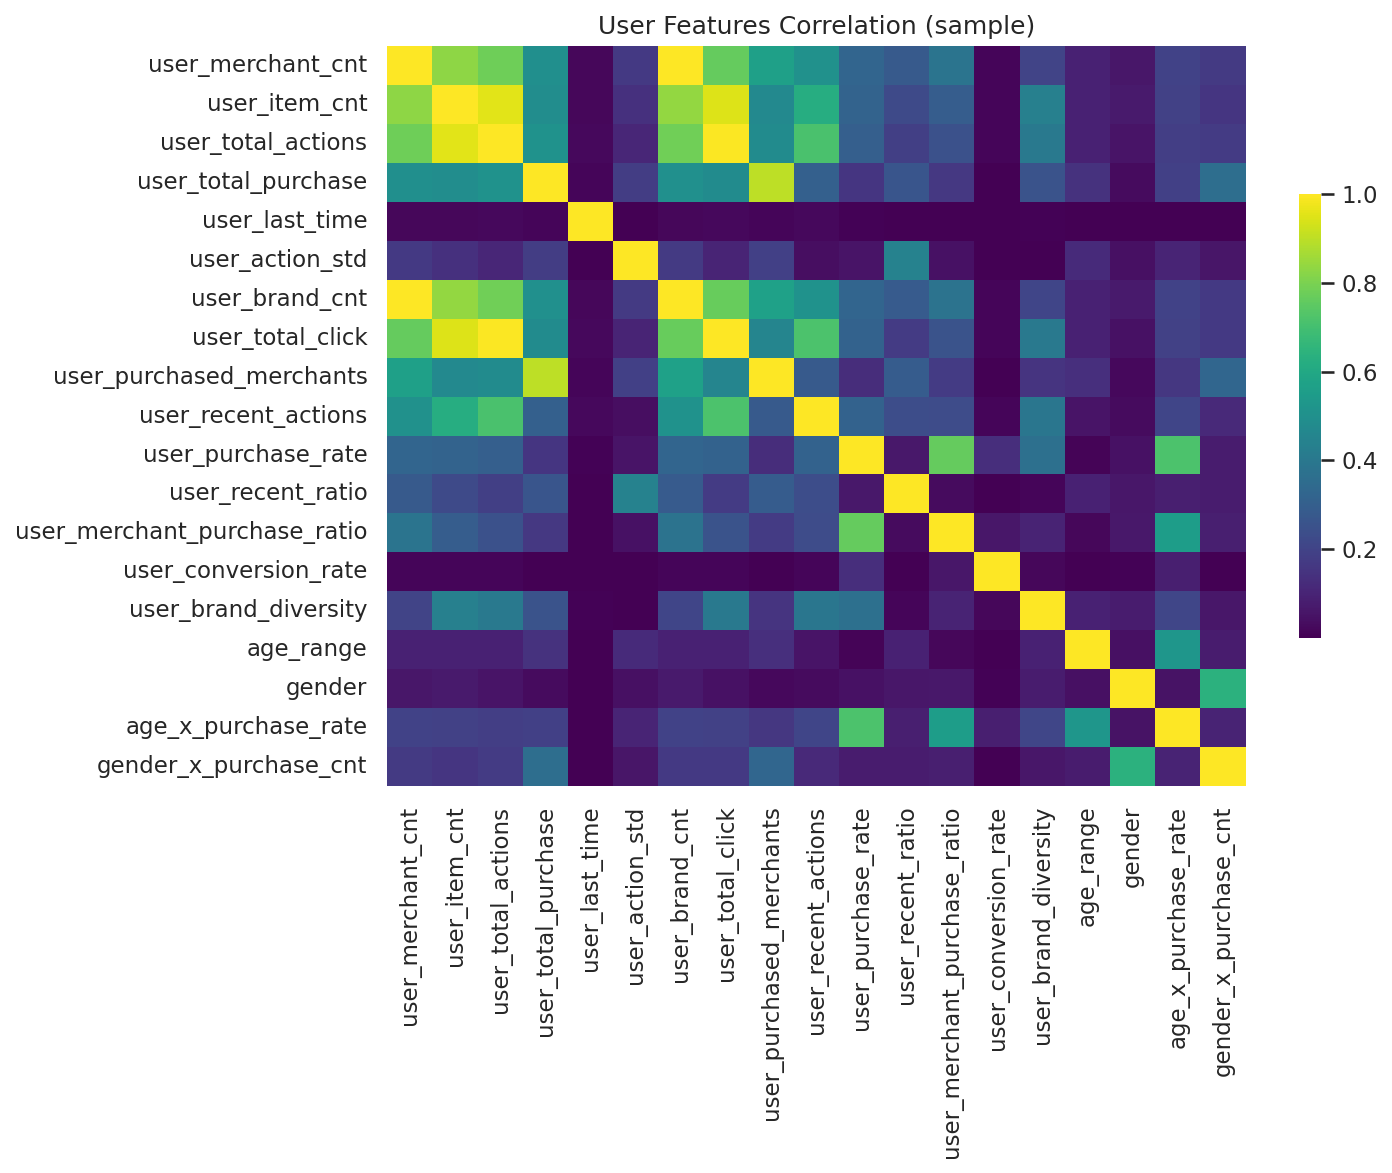 User Features Correlation (sample)
user_merchant_cnt
user_item_cnt
user_total_actions
user_total_purchase
user_last_time
user_action_std
user_brand_cnt
user_total_click
user_purchased_merchants
user_recent_actions
user_purchase_rate
user_recent_ratio
user_merchant_purchase_ratio
user_conversion_rate
user_brand_diversity
age_range
gender
age_x_purchase_rate
gender_x_purchase_cnt
user_merchant_cnt
user_item_cnt
user_total_actions
user_total_purchase
user_last_time
user_action_std
user_brand_cnt
user_total_click
user_purchased_merchants
user_recent_actions
user_purchase_rate
user_recent_ratio
user_merchant_purchase_ratio
user_conversion_rate
user_brand_diversity
age_range
gender
age_x_purchase_rate
gender_x_purchase_cnt
1.0
0.8
0.6
0.4
0.2